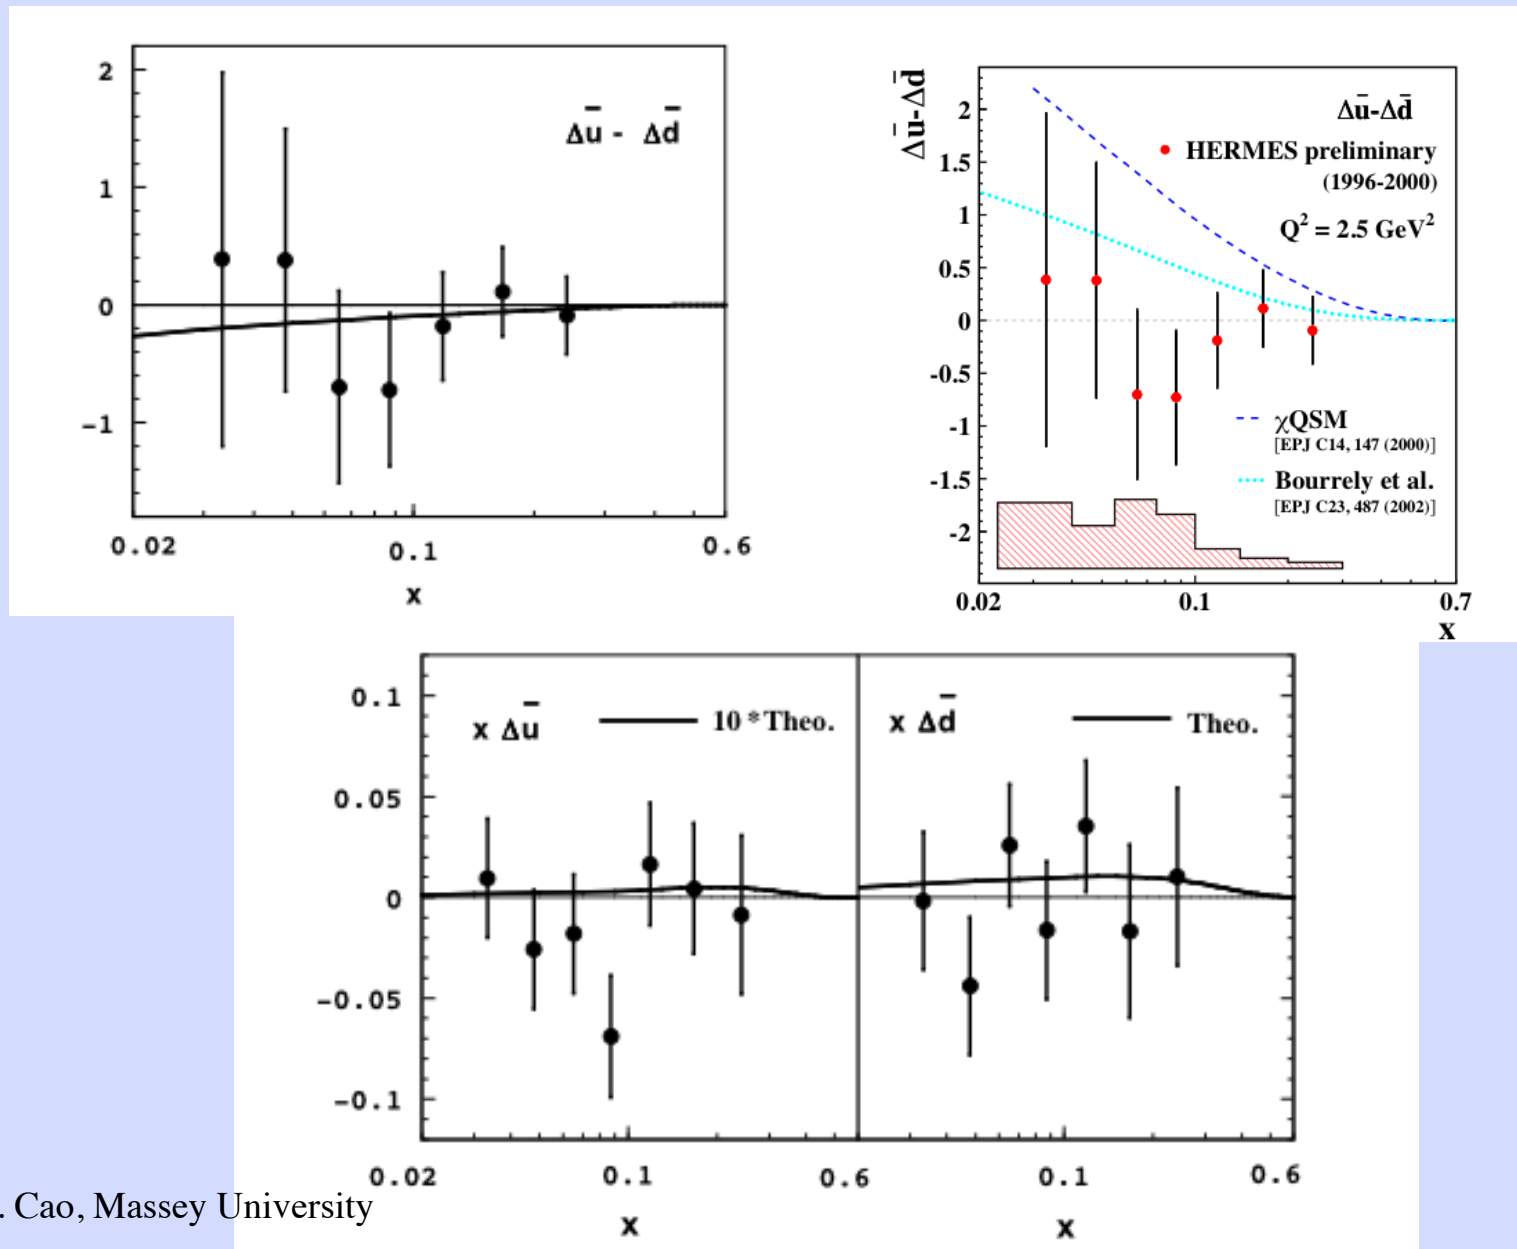 2
1
0
−1
Δu̅ - Δd̅
0.02 0.1 0.6
x
Δu̅-Δd̅
2
1.5
1
0.5
0
-0.5
-1
-1.5
-2
Δu̅-Δd̅
HERMES preliminary
(1996-2000)
Q² = 2.5 GeV²
χQSM
[EPJ C14, 147 (2000)]
Bourrely et al.
[EPJ C23, 487 (2002)]
0.02 0.1 0.7
x
0.1
0.05
0
−0.05
−0.1
x Δu̅ 10 * Theo.
x Δd̅ Theo.
0.02 0.1 0.6 0.1 0.6
x x
. Cao, Massey University